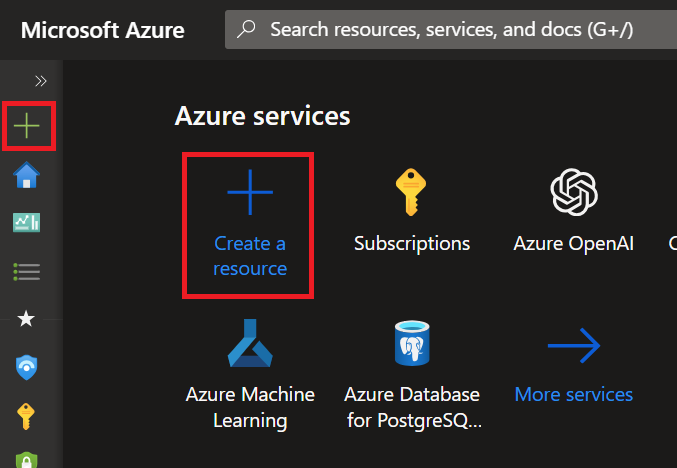 Microsoft Azure
Search resources, services, and docs (G+/)
Azure services
Create a
resource
Subscriptions
Azure OpenAI
Azure Machine
Learning
Azure Database
for PostgreSQ...
More services